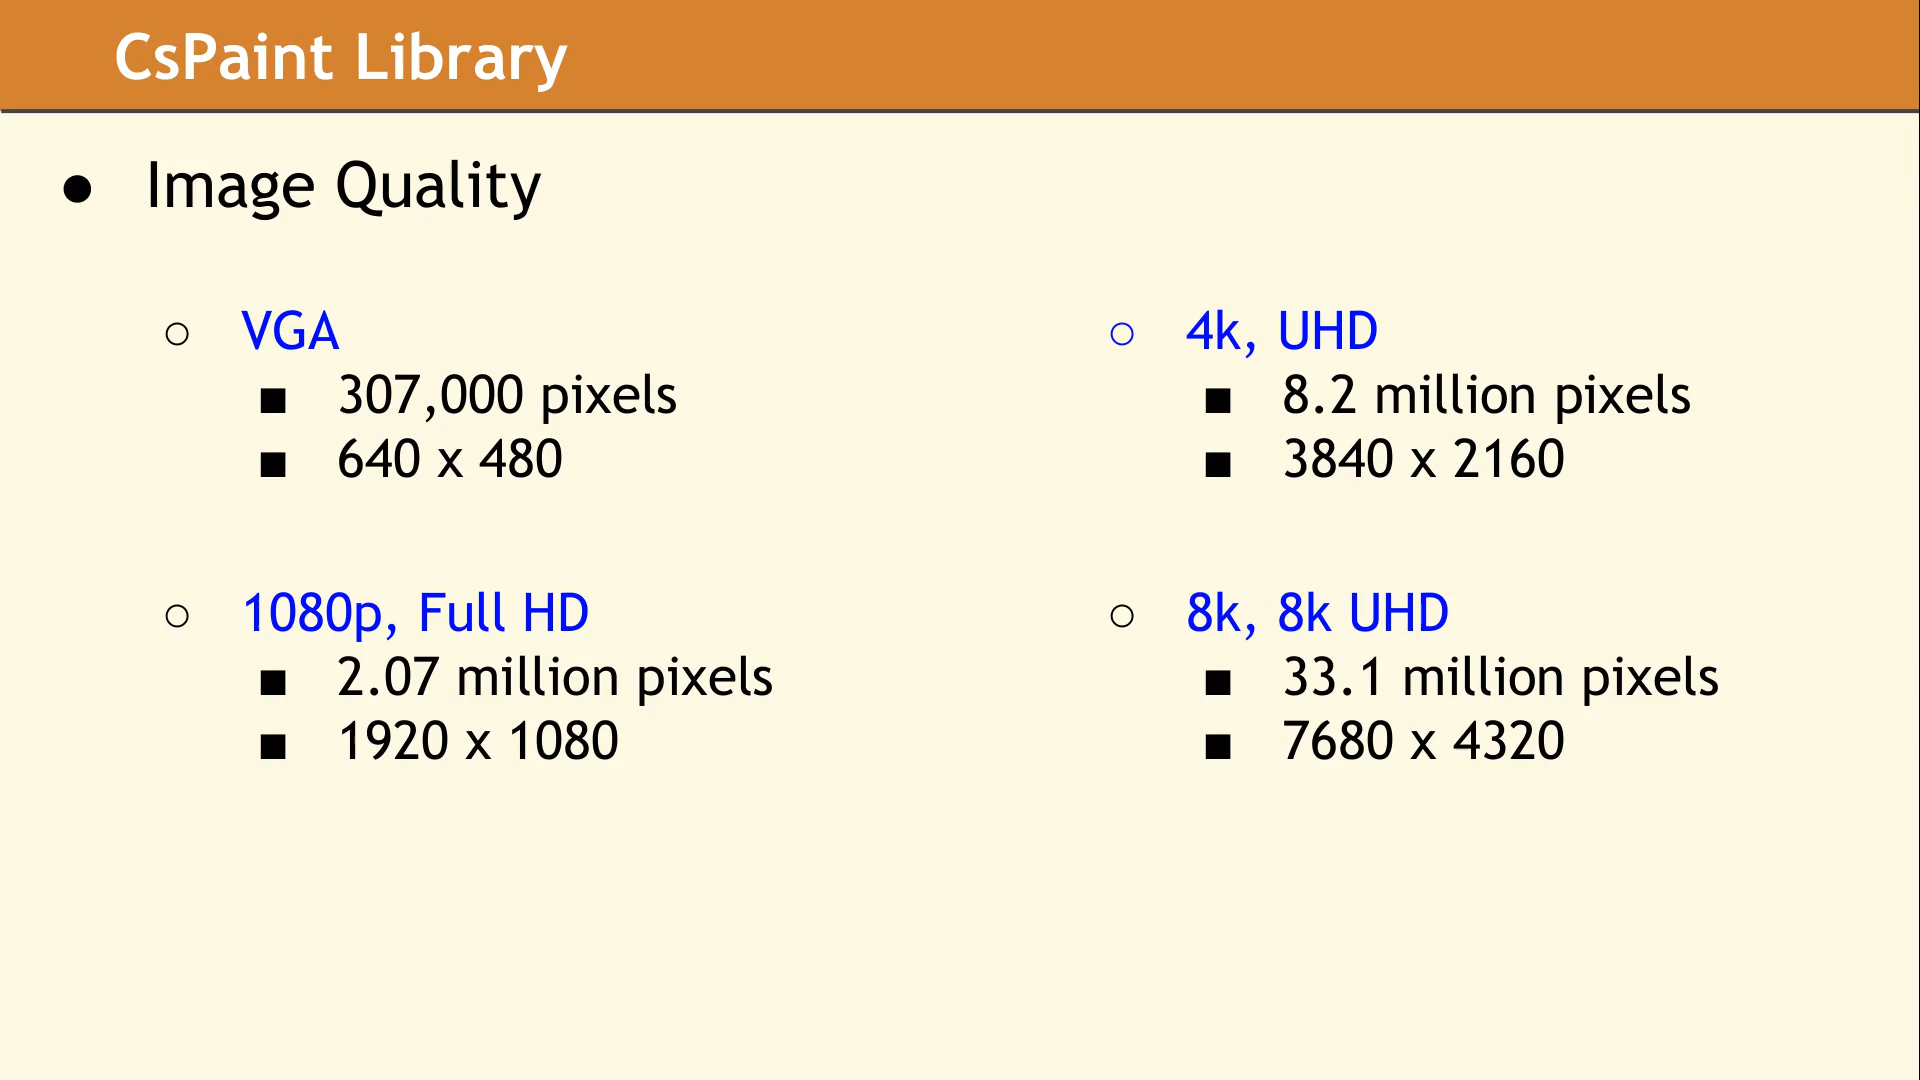 CsPaint Library
● Image Quality
○ VGA
■ 307,000 pixels
■ 640 x 480
○ 1080p, Full HD
■ 2.07 million pixels
■ 1920 x 1080
○ 4k, UHD
■ 8.2 million pixels
■ 3840 x 2160
○ 8k, 8k UHD
■ 33.1 million pixels
■ 7680 x 4320